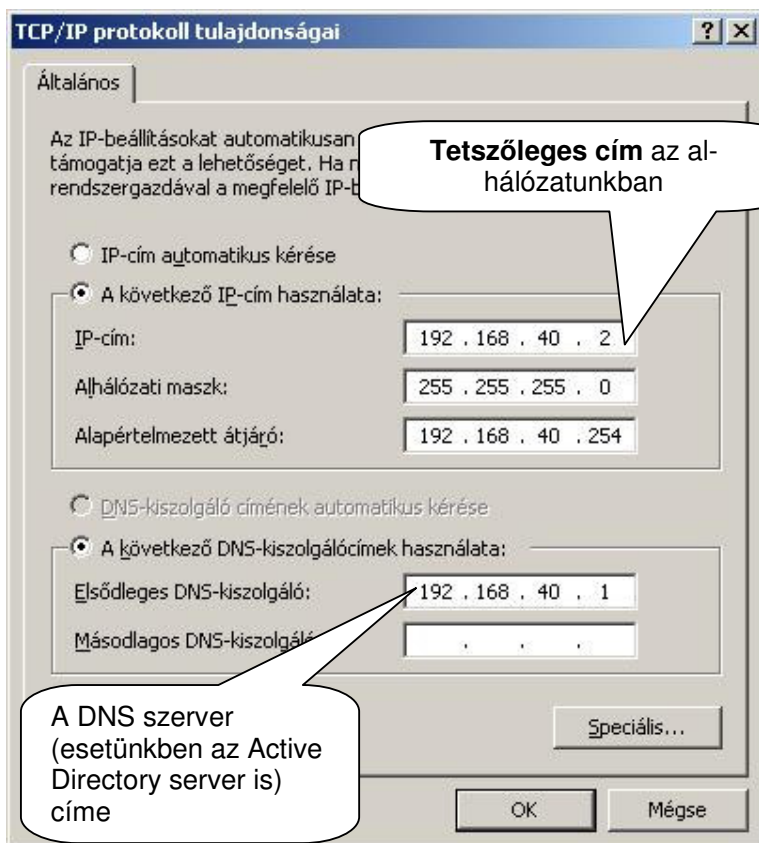 TCP/IP protokoll tulajdonságai
Általános
Az IP-beállításokat automatikusan
támogatja ezt a lehetőséget. Ha
rendszergazdával a megfelelő
Tetszőleges cím az al-
hálózatunkban
IP-cím automatikus kérése
A következő IP-cím használata:
IP-cím: 192 . 168 . 40 . 2
Alhálózati maszk: 255 . 255 . 255 . 0
Alapértelmezett átjáró: 192 . 168 . 40 . 254
DNS-kiszolgáló címének automatikus kérése
A következő DNS-kiszolgálócímek használata:
Elsődleges DNS-kiszolgáló: 192 . 168 . 40 . 1
Másodlagos DNS-kiszolgáló . . .
A DNS szerver
(esetünkben az Active
Directory server is)
címe
Speciális...
OK Mégse